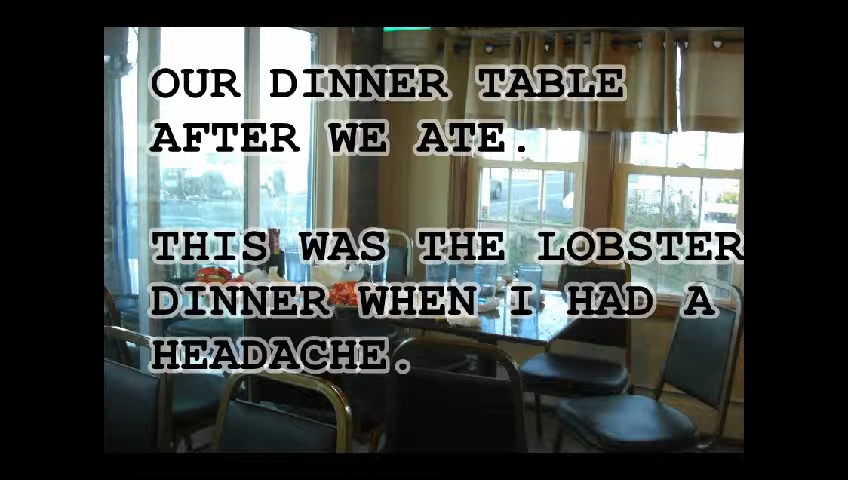 OUR DINNER TABLE
AFTER WE ATE.
THIS WAS THE LOBSTER
DINNER WHEN I HAD A
HEADACHE.